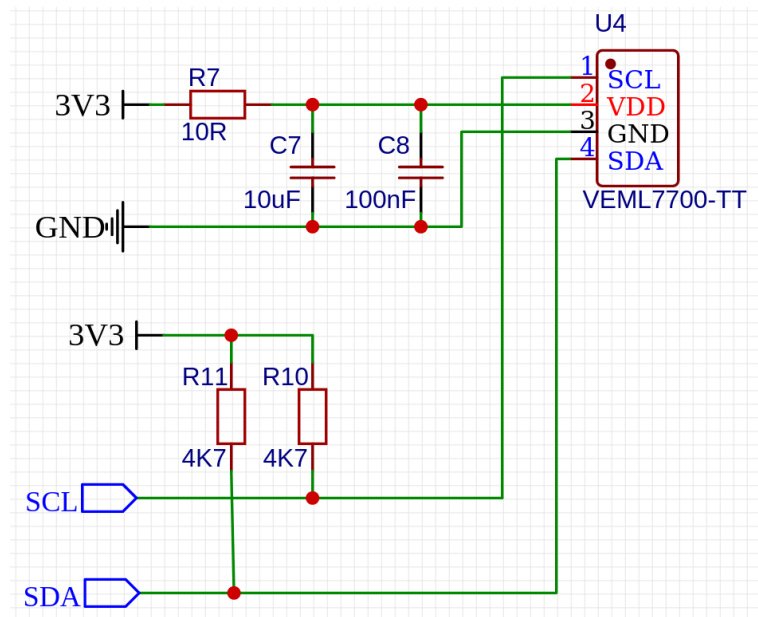 U4
R7
3V3
10R
C7
10uF
C8
100nF
1 SCL
2 VDD
3 GND
4 SDA
VEML7700-TT
GND
3V3
R11
R10
4K7
4K7
SCL
SDA